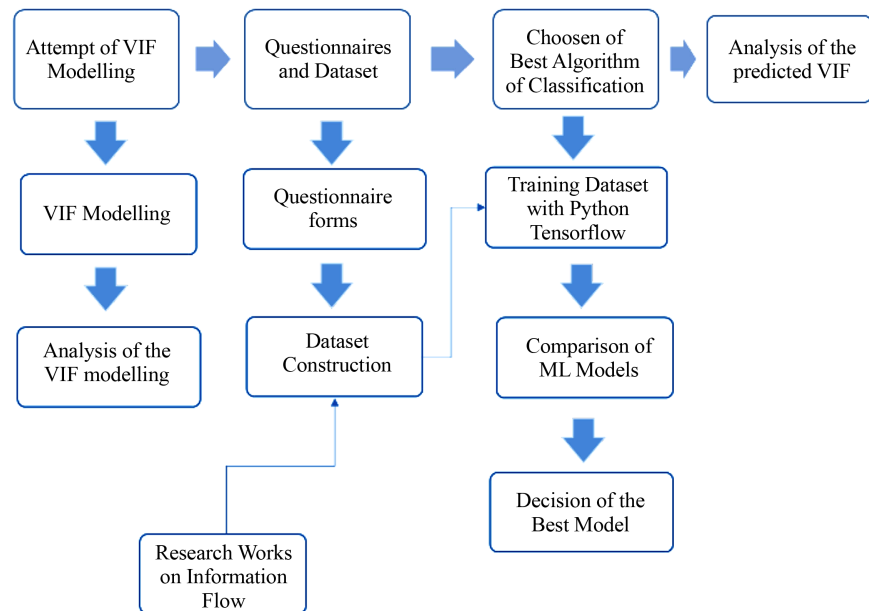 Attempt of VIF
Modelling
Questionnaires
and Dataset
Choosen of
Best Algorithm
of Classification
Analysis of the
predicted VIF
VIF Modelling
Questionnaire
forms
Training Dataset
with Python
Tensorflow
Analysis of the
VIF modelling
Dataset
Construction
Comparison of
ML Models
Decision of the
Best Model
Research Works
on Information
Flow